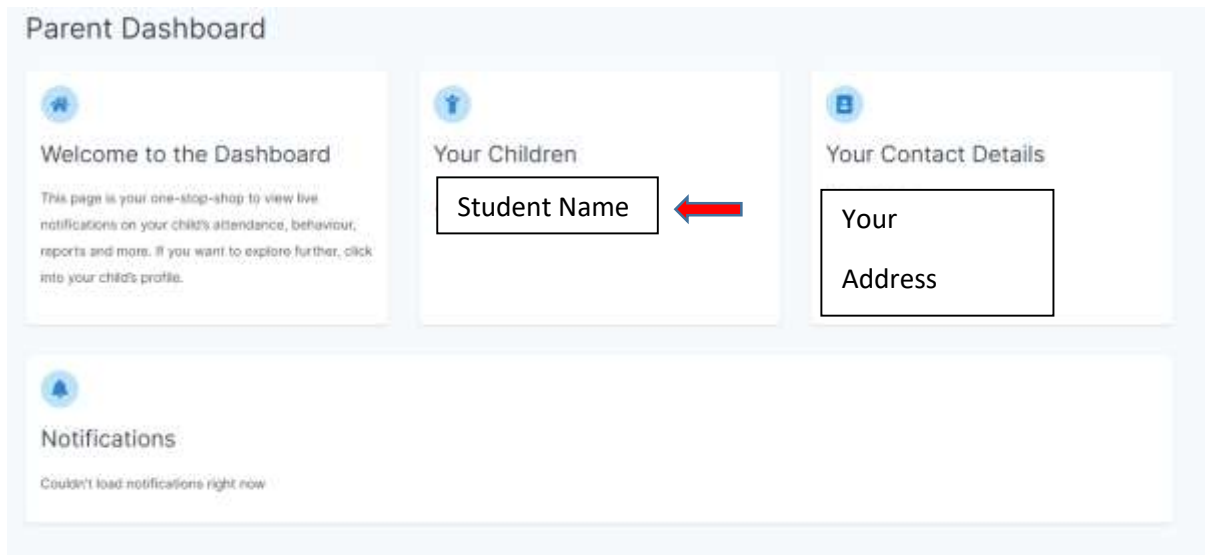 Parent Dashboard
Welcome to the Dashboard
This page is your one-stop-shop to view live
notifications on your child's attendance, behaviour,
reports and more. If you want to explore further, click
into your child's profile.
Your Children
Student Name
Your Contact Details
Your
Address
Notifications
Couldn't load notifications right now